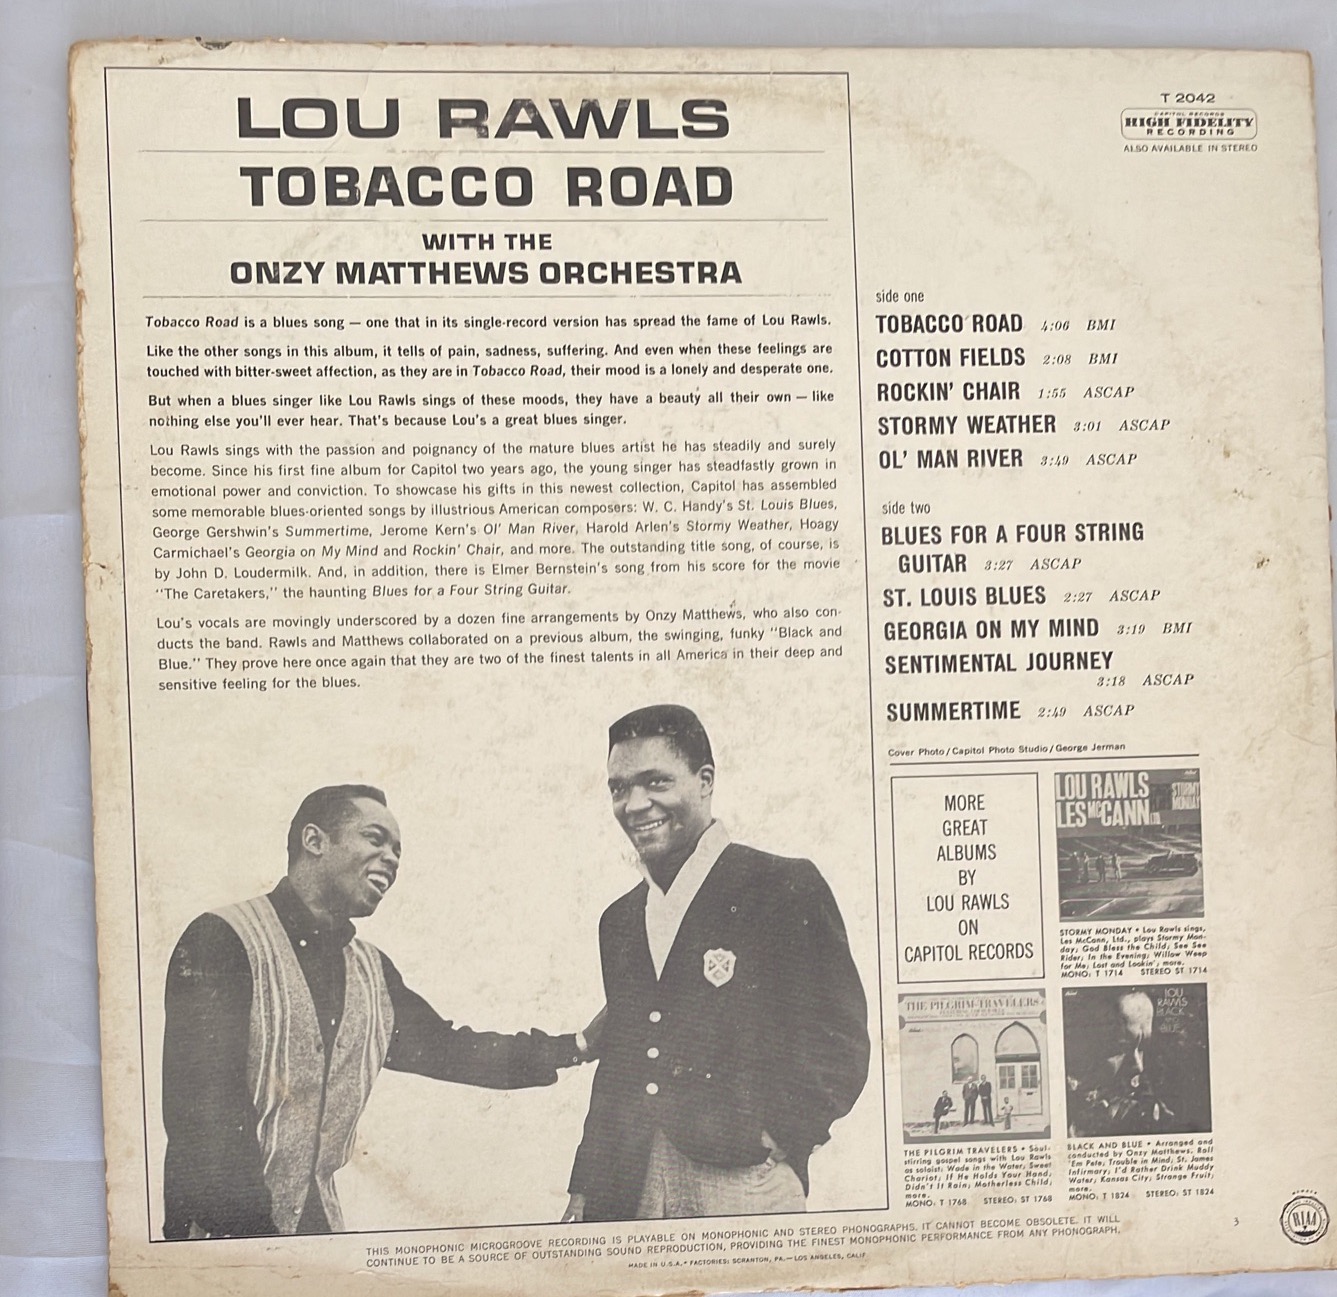 LOU RAWLS
TOBACCO ROAD
WITH THE
ONZY MATTHEWS ORCHESTRA
Tobacco Road is a blues song — one that in its single-record version has spread the fame of Lou Rawls.
Like the other songs in this album, it tells of pain, sadness, suffering. And even when these feelings are
touched with bitter-sweet affection, as they are in Tobacco Road, their mood is a lonely and desperate one.
But when a blues singer like Lou Rawls sings of these moods, they have a beauty all their own — like
nothing else you'll ever hear. That's because Lou's a great blues singer.
Lou Rawls sings with the passion and poignancy of the mature blues artist he has steadily and surely
become. Since his first fine album for Capitol two years ago, the young singer has steadfastly grown in
emotional power and conviction. To showcase his gifts in this newest collection, Capitol has assembled
some memorable blues-oriented songs by illustrious American composers: W. C. Handy's St. Louis Blues,
George Gershwin's Summertime, Jerome Kern's Ol' Man River, Harold Arlen's Stormy Weather, Hoagy
Carmichael's Georgia on My Mind and Rockin' Chair, and more. The outstanding title song, of course, is
by John D. Loudermilk. And, in addition, there is Elmer Bernstein's song from his score for the movie
"The Caretakers," the haunting Blues for a Four String Guitar.
Lou's vocals are movingly underscored by a dozen fine arrangements by Onzy Matthews, who also con-
ducts the band. Rawls and Matthews collaborated on a previous album, the swinging, funky "Black and
Blue." They prove here once again that they are two of the finest talents in all America in their deep and
sensitive feeling for the blues.
T 2042
CAPITOL RECORDS
HIGH FIDELITY
RECORDING
ALSO AVAILABLE IN STEREO
side one
TOBACCO ROAD 4:06 BMI
COTTON FIELDS 2:08 BMI
ROCKIN' CHAIR 1:55 ASCAP
STORMY WEATHER 3:01 ASCAP
OL' MAN RIVER 3:49 ASCAP
side two
BLUES FOR A FOUR STRING
GUITAR 3:27 ASCAP
ST. LOUIS BLUES 2:27 ASCAP
GEORGIA ON MY MIND 3:19 BMI
SENTIMENTAL JOURNEY
3:18 ASCAP
SUMMERTIME 2:49 ASCAP
Cover Photo/Capitol Photo Studio/George Jerman
MORE
GREAT
ALBUMS
BY
LOU RAWLS
ON
CAPITOL RECORDS
LOU RAWLS
LES McCANN LTD.
STORMY
MONDAY
STORMY MONDAY • Lou Rawls sings,
Les McCann, Ltd., plays Stormy Mon-
day; God Bless the Child; See See
Rider; In the Evening; Willow Weep
for Me; Lost and Lookin'; more.
MONO: T 1714 STEREO ST 1714
THE PILGRIM TRAVELERS
THE PILGRIM TRAVELERS • Soul-
stirring gospel songs with Lou Rawls
as soloist: Wade in the Water; Sweet
Chariot; If He Holds Your Hand;
Didn't It Rain; Motherless Child;
more.
MONO: T 1768 STEREO: ST 1768
LOU
RAWLS
BLACK
AND
BLUE
BLACK AND BLUE • Arranged and
conducted by Onzy Matthews: Roll
'Em Pete; Trouble in Mind; St. James
Infirmary; I'd Rather Drink Muddy
Water; Kansas City; Strange Fruit;
more.
MONO: T 1824 STEREO: ST 1824
THIS MONOPHONIC MICROGROOVE RECORDING IS PLAYABLE ON MONOPHONIC AND STEREO PHONOGRAPHS. IT CANNOT BECOME OBSOLETE. IT WILL
CONTINUE TO BE A SOURCE OF OUTSTANDING SOUND REPRODUCTION, PROVIDING THE FINEST MONOPHONIC PERFORMANCE FROM ANY PHONOGRAPH.
MADE IN U.S.A. • FACTORIES: SCRANTON, PA.—LOS ANGELES, CALIF
3
RIAA